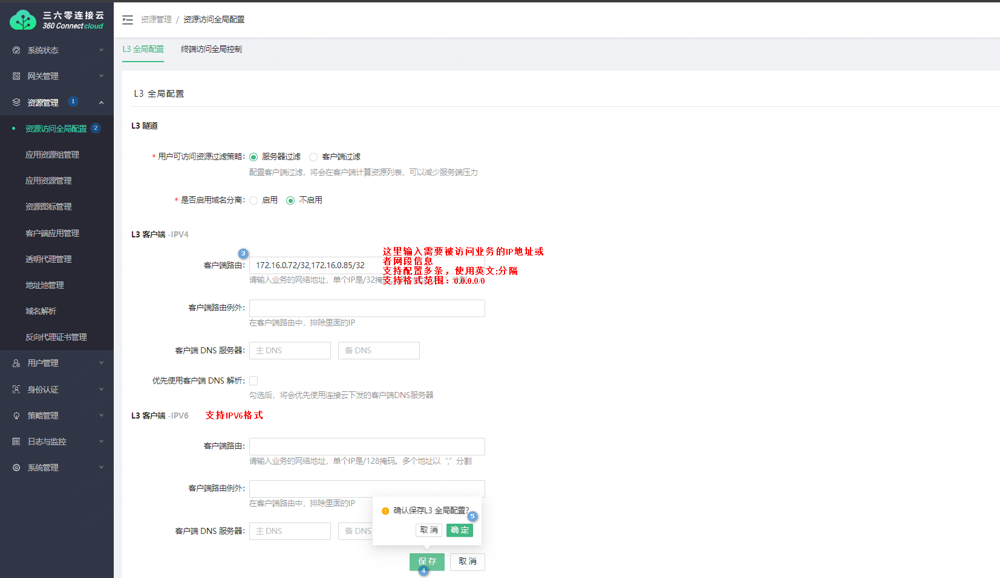 三六零连接云
360 Connect cloud
资源管理 / 资源访问全局配置
L3 全局配置 终端访问全局控制
系统状态
网关管理
资源管理 1
资源访问全局配置 2
应用资源组管理
应用资源管理
资源图标管理
客户端应用管理
透明代理管理
地址池管理
域名解析
反向代理证书管理
用户管理
身份认证
策略管理
日志与监控
系统管理
L3 全局配置
L3 隧道
* 用户可访问资源过滤策略: 服务器过滤 客户端过滤
配置客户端过滤，将会在客户端计算资源列表，可以减少服务端压力
* 是否启用域名分离: 启用 不启用
L3 客户端 -IPV4
3
客户端路由: 172.16.0.72/32,172.16.0.85/32
这里输入需要被访问业务的IP地址或
者网段信息
支持配置多条，使用英文;分隔
支持格式范围：0.0.0.0/0
请输入业务的网络地址，单个IP是/32掩码
客户端路由例外:
在客户端路由中，排除里面的IP
客户端 DNS 服务器: 主 DNS 备 DNS
优先使用客户端 DNS 解析:
勾选后，将会优先使用连接云下发的客户端DNS服务器
L3 客户端 -IPV6 支持IPV6格式
客户端路由:
请输入业务的网络地址，单个IP是/128掩码。多个地址以“,”分割
客户端路由例外:
在客户端路由中，排除里面的IP
客户端 DNS 服务器: 主 DNS 备 DNS
确认保存L3 全局配置?
5
取 消 确 定
保 存 取 消
4